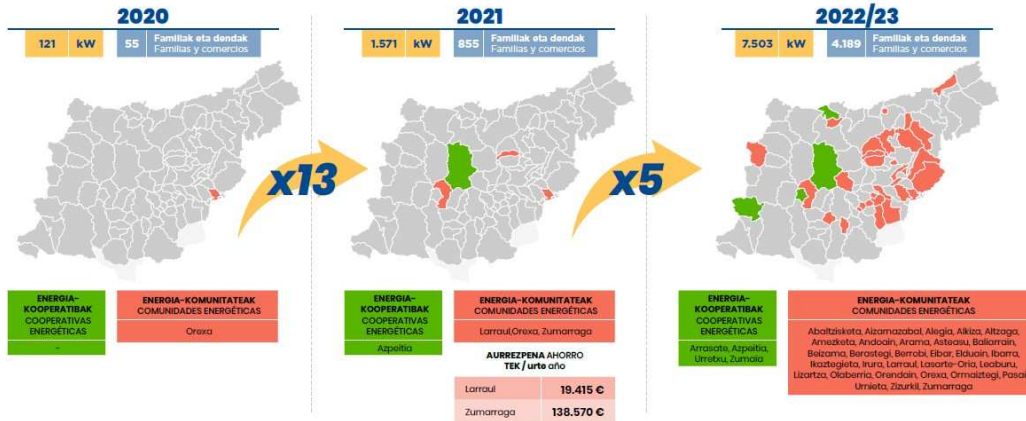 2020
121 kW
55 Familiak eta dendak
Familias y comercios
ENERGIA-
KOOPERATIBAK
COOPERATIVAS
ENERGÉTICAS
-
ENERGIA-KOMUNITATEAK
COMUNIDADES ENERGÉTICAS
Orexa
x13
2021
1.571 kW
855 Familiak eta dendak
Familias y comercios
ENERGIA-
KOOPERATIBAK
COOPERATIVAS
ENERGÉTICAS
Azpeitia
ENERGIA-KOMUNITATEAK
COMUNIDADES ENERGÉTICAS
Larraul,Orexa, Zumarraga
AURREZPENA AHORRO
TEK / urte año
Larraul 19.415 €
Zumarraga 138.570 €
x5
2022/23
7.503 kW
4.189 Familiak eta dendak
Familias y comercios
ENERGIA-
KOOPERATIBAK
COOPERATIVAS
ENERGÉTICAS
Arrasate, Azpeitia,
Urretxu, Zumaia
ENERGIA-KOMUNITATEAK
COMUNIDADES ENERGÉTICAS
Abaltzisketa, Aizarnazabal, Alegia, Alkiza, Altzaga,
Amezketa, Andoain, Arama, Asteasu, Baliarrain,
Beizama, Berastegi, Berrobi, Eibar, Elduain, Ibarra,
Ikaztegieta, Irura, Larraul, Lasarte-Oria, Leaburu,
Lizartza, Olaberria, Orendain, Orexa, Ormaiztegi, Pasai
Urnieta, Zizurkil, Zumarraga